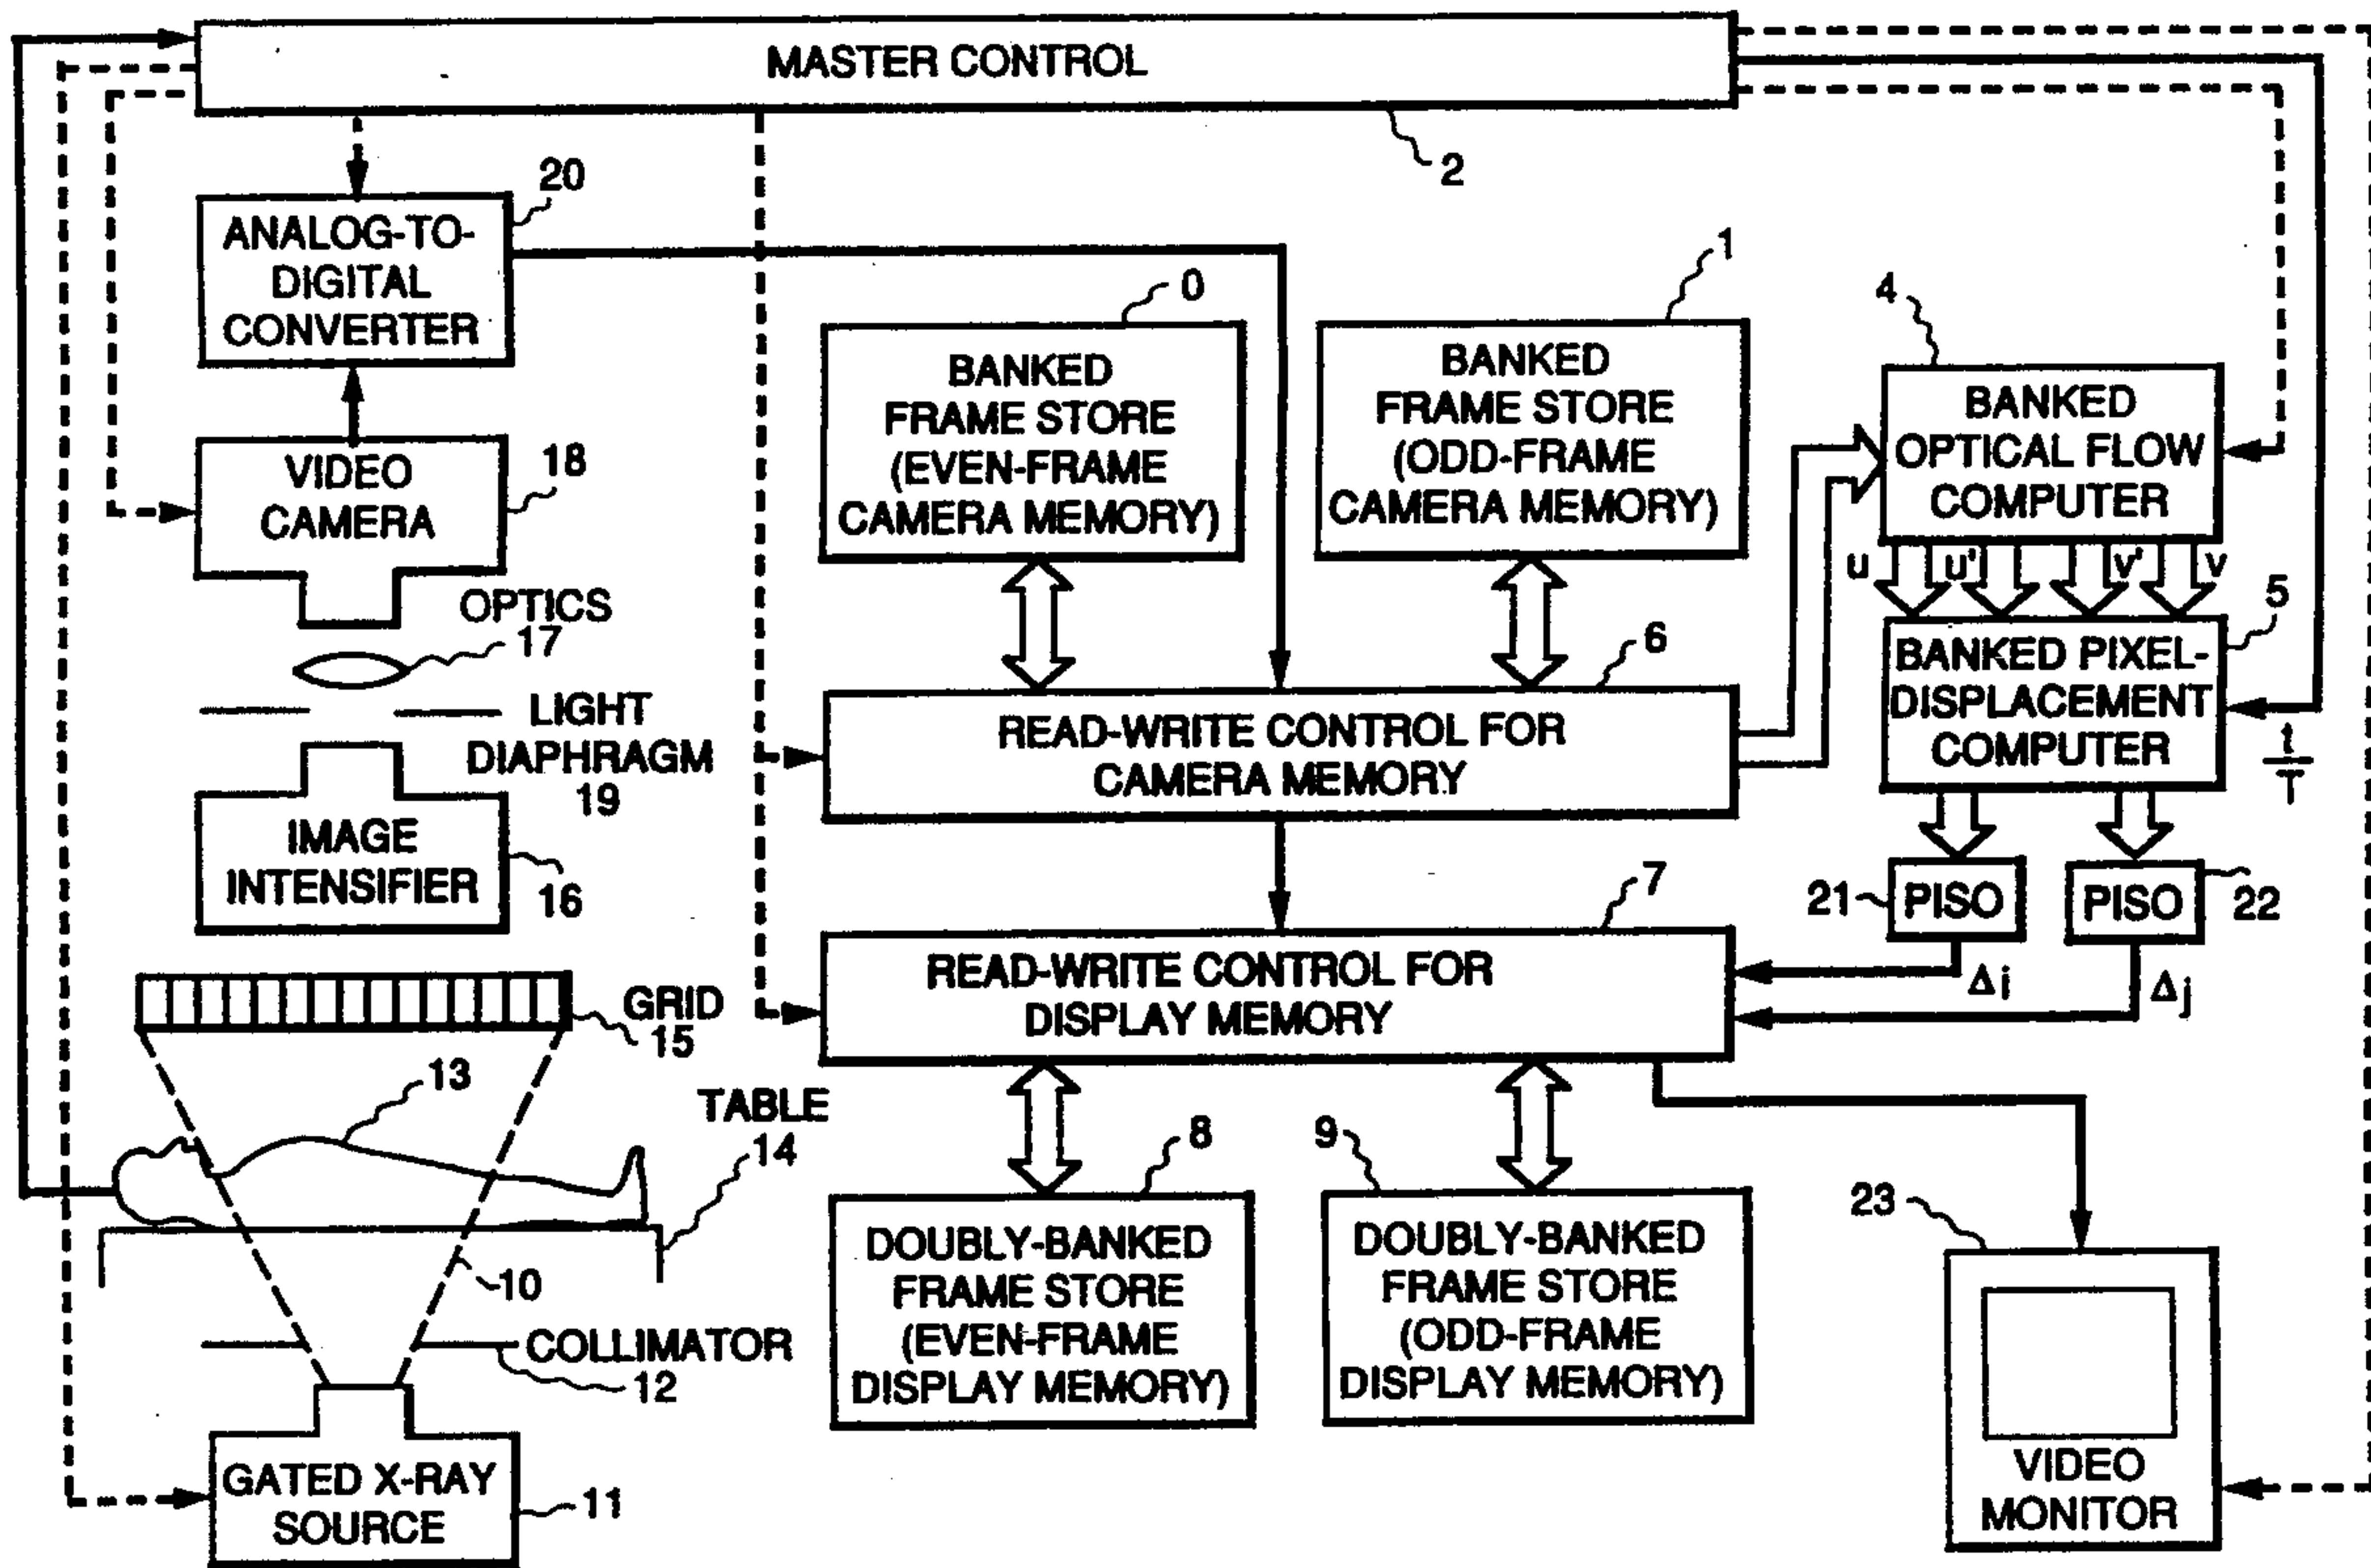 MASTER CONTROL
2
20
ANALOG-TO-
DIGITAL
CONVERTER
VIDEO
CAMERA
18
OPTICS
17
LIGHT
DIAPHRAGM
19
IMAGE
INTENSIFIER
16
GRID
15
13
TABLE
14
10
COLLIMATOR
12
GATED X-RAY
SOURCE
11
0
BANKED
FRAME STORE
(EVEN-FRAME
CAMERA MEMORY)
1
BANKED
FRAME STORE
(ODD-FRAME
CAMERA MEMORY)
6
READ-WRITE CONTROL FOR
CAMERA MEMORY
7
READ-WRITE CONTROL FOR
DISPLAY MEMORY
8
DOUBLY-BANKED
FRAME STORE
(EVEN-FRAME
DISPLAY MEMORY)
9
DOUBLY-BANKED
FRAME STORE
(ODD-FRAME
DISPLAY MEMORY)
4
BANKED
OPTICAL FLOW
COMPUTER
u u' v' v
5
BANKED PIXEL-
DISPLACEMENT
COMPUTER
t
T
21 PISO
PISO 22
Δi Δj
23
VIDEO
MONITOR